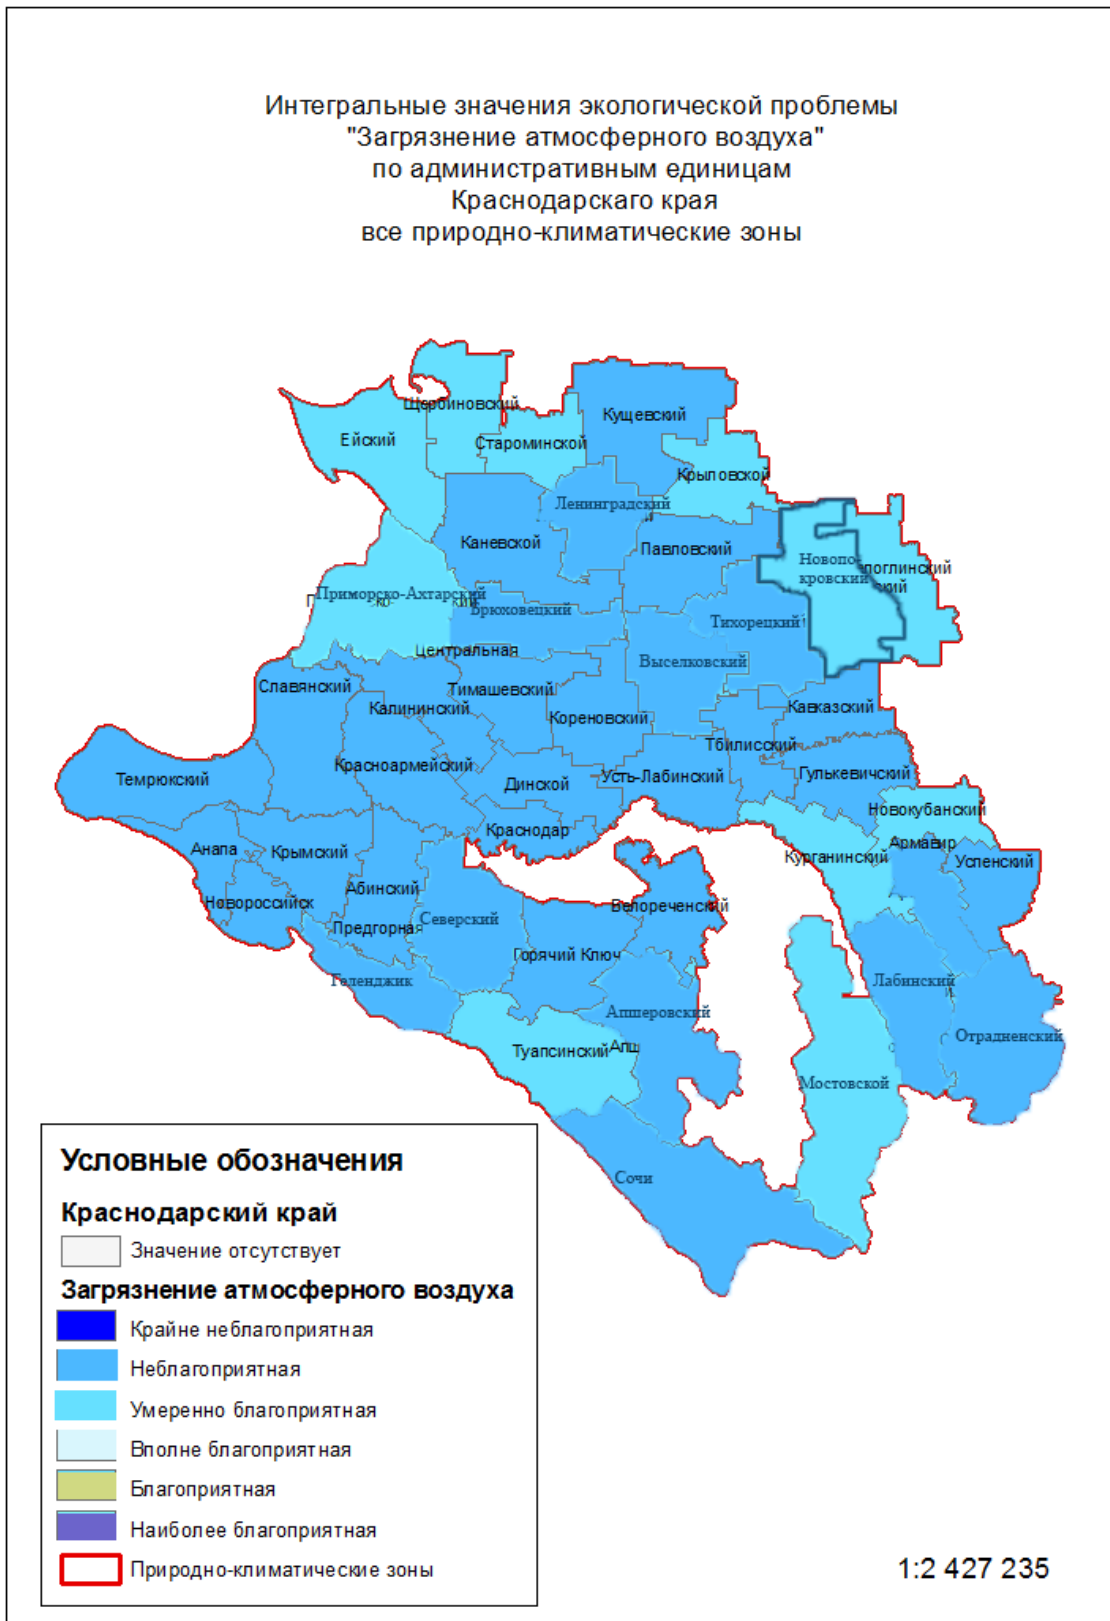 Интегральные значения экологической проблемы
"Загрязнение атмосферного воздуха"
по административным единицам
Краснодарскаго края
все природно-климатические зоны
Щербиновский
Ейский
Староминской
Кущевский
Крыловской
Ленинградский
Каневской
Павловский
Новопо-
кровский
логлинский
ский
Приморско-Ахтарский
Брюховецкий
Тихорецкий
Центральная
Выселковский
Славянский
Тимашевский
Калининский
Кореновский
Кавказский
Тбилисский
Темрюкский
Красноармейский
Динской
Усть-Лабинский
Гулькевичский
Новокубанский
Краснодар
Анапа
Крымский
Курганинский
Армавир
Успенский
Абинский
Новороссийск
Предгорная
Северский
Белореченский
Горячий Ключ
Геленджик
Лабинский
Апшеровский
Отрадненский
Туапсинский
Апш
Мостовской
Сочи
Условные обозначения
Краснодарский край
Значение отсутствует
Загрязнение атмосферного воздуха
Крайне неблагоприятная
Неблагоприятная
Умеренно благоприятная
Вполне благоприятная
Благоприятная
Наиболее благоприятная
Природно-климатические зоны
1:2 427 235